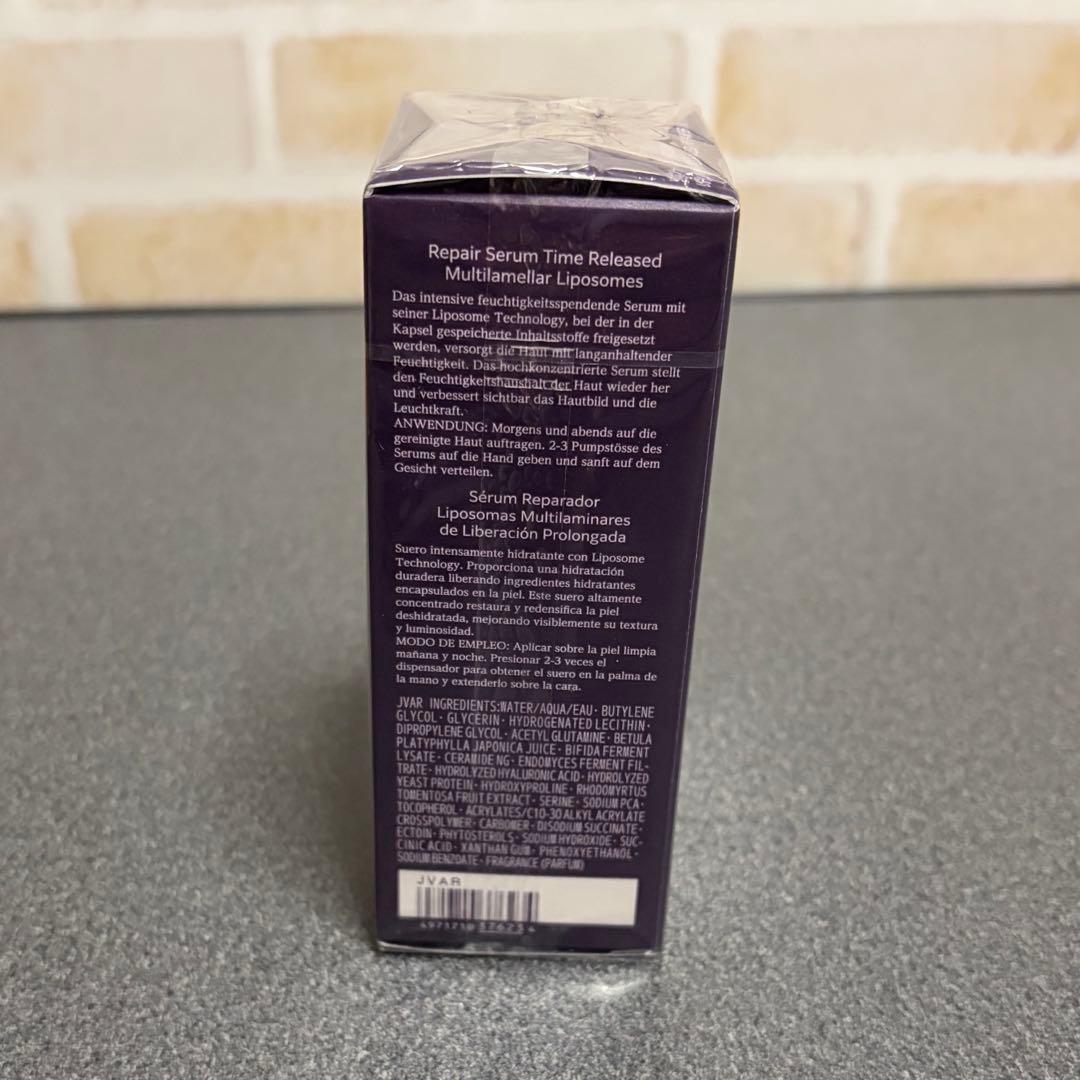 Repair Serum Time Released
Multilamellar Liposomes
Das intensive feuchtigkeitsspendende Serum mit
seiner Liposome Technology, bei der in der
Kapsel gespeicherte Inhaltsstoffe freigesetzt
werden, versorgt die Haut mit langanhaltender
Feuchtigkeit. Das hochkonzentrierte Serum stellt
den Feuchtigkeitshaushalt der Haut wieder her
und verbessert sichtbar das Hautbild und die
Leuchtkraft.
ANWENDUNG: Morgens und abends auf die
gereinigte Haut auftragen. 2-3 Pumpstösse des
Serums auf die Hand geben und sanft auf dem
Gesicht verteilen.
Sérum Reparador
Liposomas Multilaminares
de Liberación Prolongada
Suero intensamente hidratante con Liposome
Technology. Proporciona una hidratación
duradera liberando ingredientes hidratantes
encapsulados en la piel. Este suero altamente
concentrado restaura y redensifica la piel
deshidratada, mejorando visiblemente su textura
y luminosidad.
MODO DE EMPLEO: Aplicar sobre la piel limpia
mañana y noche. Presionar 2-3 veces el
dispensador para obtener el suero en la palma de
la mano y extenderlo sobre la cara.
JVAR INGREDIENTS:WATER/AQUA/EAU· BUTYLENE
GLYCOL· GLYCERIN· HYDROGENATED LECITHIN·
DIPROPYLENE GLYCOL· ACETYL GLUTAMINE· BETULA
PLATYPHYLLA JAPONICA JUICE· BIFIDA FERMENT
LYSATE· CERAMIDE NG· ENDOMYCES FERMENT FIL-
TRATE· HYDROLYZED HYALURONIC ACID· HYDROLYZED
YEAST PROTEIN· HYDROXYPROLINE· RHODOMYRTUS
TOMENTOSA FRUIT EXTRACT· SERINE· SODIUM PCA·
TOCOPHEROL· ACRYLATES/C10-30 ALKYL ACRYLATE
CROSSPOLYMER· CARBOMER· DISODIUM SUCCINATE·
ECTOIN· PHYTOSTEROLS· SODIUM HYDROXIDE· SUC-
CINIC ACID· XANTHAN GUM· PHENOXYETHANOL·
SODIUM BENZOATE· FRAGRANCE (PARFUM)
JVAR
4971710 376234